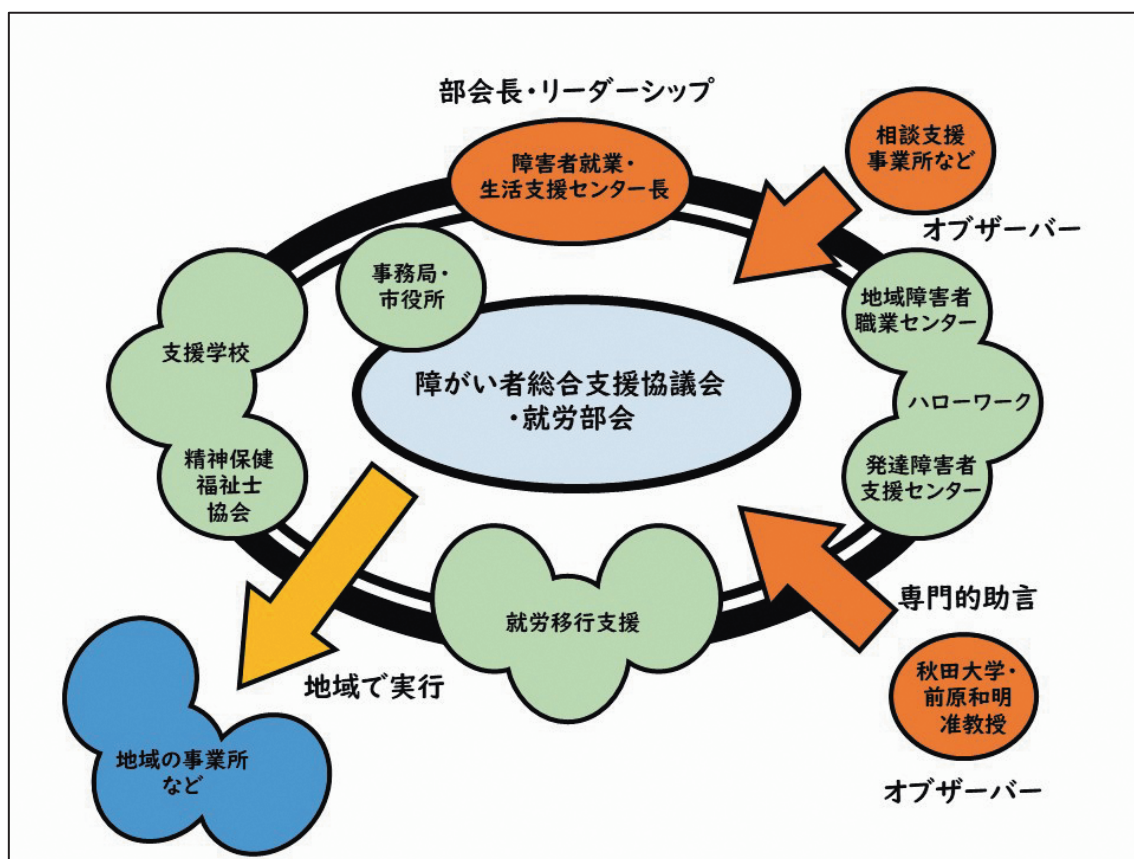 部会長・リーダーシップ
障害者就業・
生活支援センター長
相談支援
事業所など
オブザーバー
事務局・
市役所
地域障害者
職業センター
支援学校
障がい者総合支援協議会
・就労部会
ハローワーク
精神保健
福祉士
協会
発達障害者
支援センター
専門的助言
就労移行支援
地域で実行
秋田大学・
前原和明
准教授
地域の事業所
など
オブザーバー